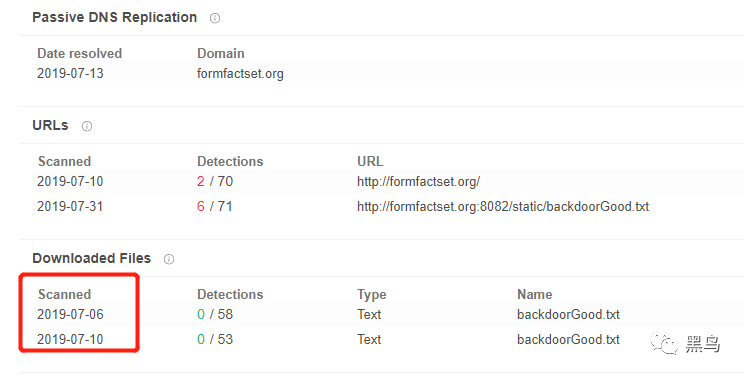 Passive DNS Replication
Date resolved Domain
2019-07-13 formfactset.org
URLs
Scanned Detections URL
2019-07-10 2 / 70 http://formfactset.org/
2019-07-31 6 / 71 http://formfactset.org:8082/static/backdoorGood.txt
Downloaded Files
Scanned Detections Type Name
2019-07-06 0 / 58 Text backdoorGood.txt
2019-07-10 0 / 53 Text backdoorGood.txt
黑鸟